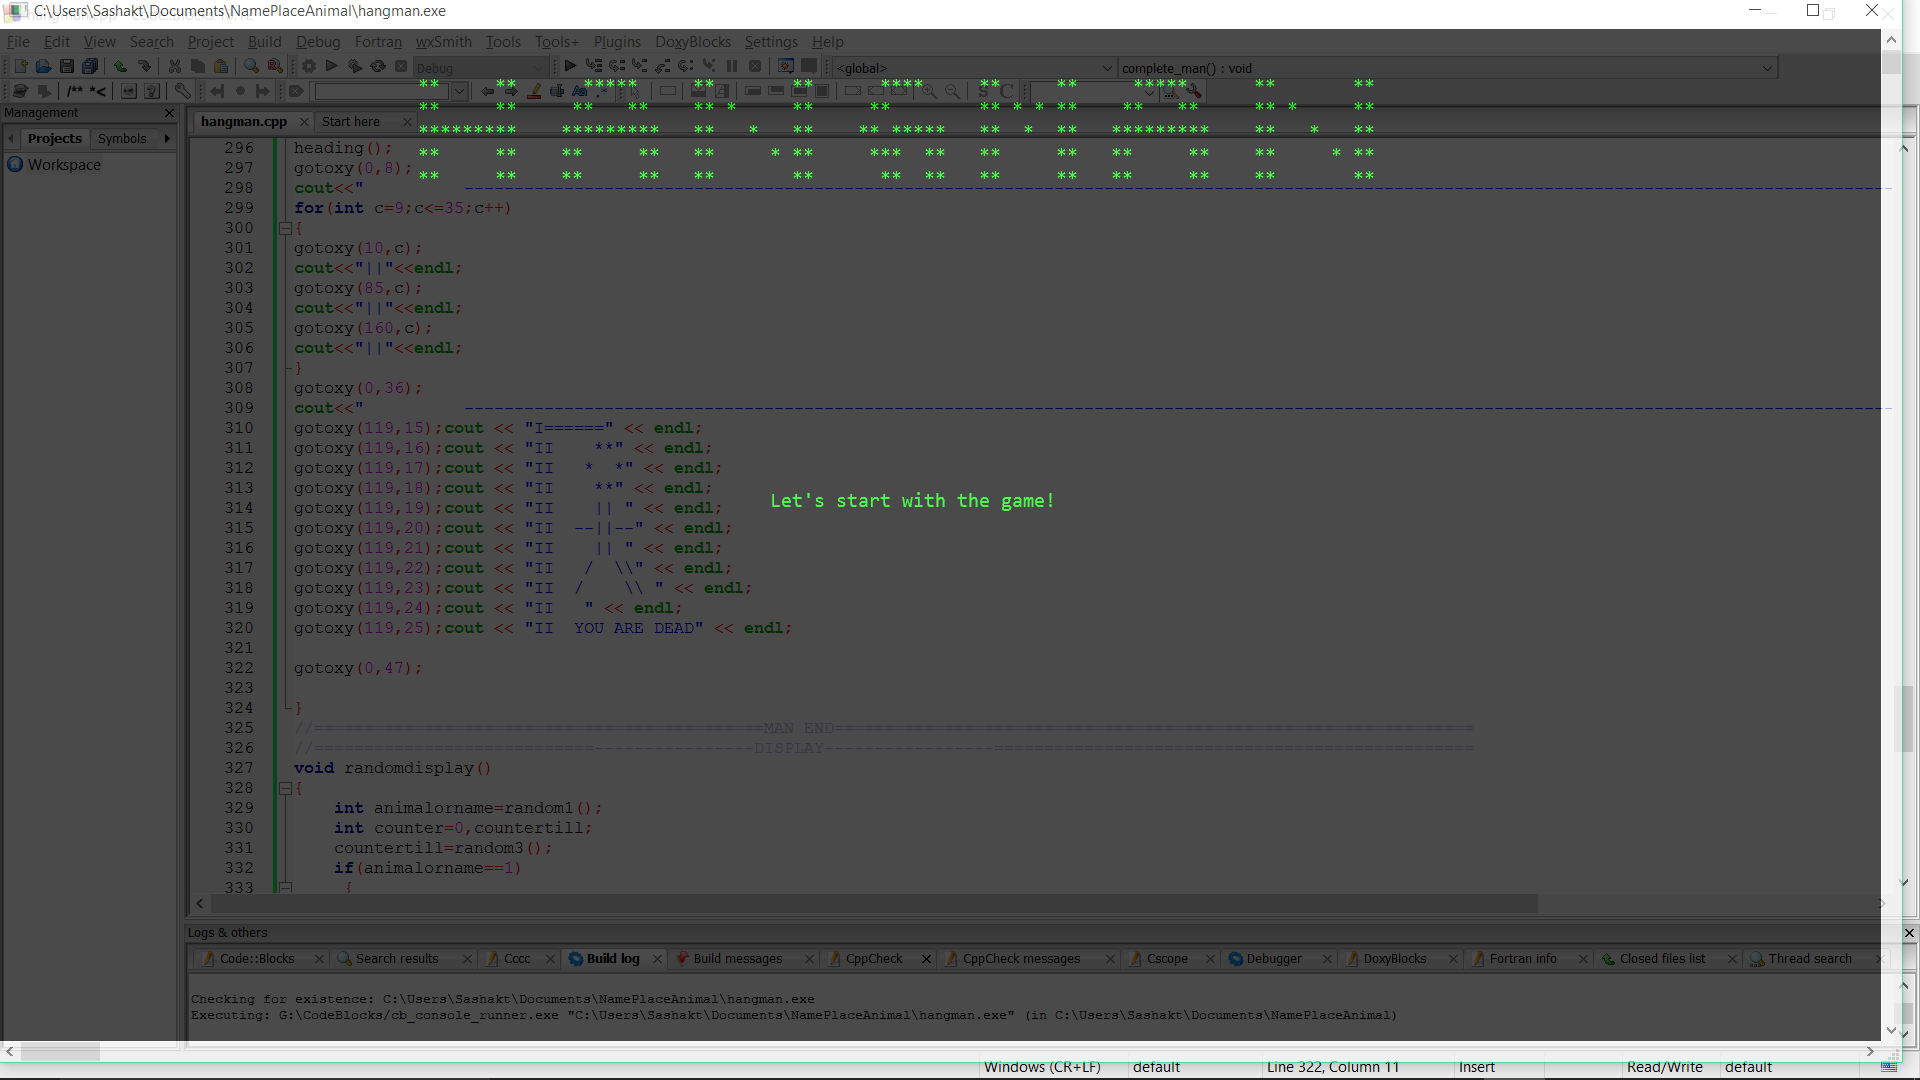 C:\Users\Sashakt\Documents\NamePlaceAnimal\hangman.exe
File Edit View Search Project Build Debug Fortran wxSmith Tools Tools+ Plugins DoxyBlocks Settings Help
Debug <global> complete_man() : void
/** *<
Management
hangman.cpp Start here
Projects Symbols
Workspace
296 heading();
297 gotoxy(0,8);
298 cout<<" ----------
299 for(int c=9;c<=35;c++)
300 {
301 gotoxy(10,c);
302 cout<<"||"<<endl;
303 gotoxy(85,c);
304 cout<<"||"<<endl;
305 gotoxy(160,c);
306 cout<<"||"<<endl;
307 }
308 gotoxy(0,36);
309 cout<<" ----------
310 gotoxy(119,15);cout << "I======" << endl;
311 gotoxy(119,16);cout << "II    **" << endl;
312 gotoxy(119,17);cout << "II   *  *" << endl;
313 gotoxy(119,18);cout << "II    **" << endl;
Let's start with the game!
314 gotoxy(119,19);cout << "II    || " << endl;
315 gotoxy(119,20);cout << "II  --||--" << endl;
316 gotoxy(119,21);cout << "II    || " << endl;
317 gotoxy(119,22);cout << "II   /  \\" << endl;
318 gotoxy(119,23);cout << "II  /    \\ " << endl;
319 gotoxy(119,24);cout << "II   " << endl;
320 gotoxy(119,25);cout << "II  YOU ARE DEAD" << endl;
321
322 gotoxy(0,47);
323
324 }
325 //==========MAN END==========
326 //==========----------DISPLAY----------==========
327 void randomdisplay()
328 {
329 int animalorname=random1();
330 int counter=0,countertill;
331 countertill=random3();
332 if(animalorname==1)
333 {
Logs & others
Code::Blocks Search results Cccc Build log Build messages CppCheck CppCheck messages Cscope Debugger DoxyBlocks Fortran info Closed files list Thread search
Checking for existence: C:\Users\Sashakt\Documents\NamePlaceAnimal\hangman.exe
Executing: G:\CodeBlocks/cb_console_runner.exe "C:\Users\Sashakt\Documents\NamePlaceAnimal\hangman.exe" (in C:\Users\Sashakt\Documents\NamePlaceAnimal)
Windows (CR+LF) default Line 322, Column 11 Insert Read/Write default